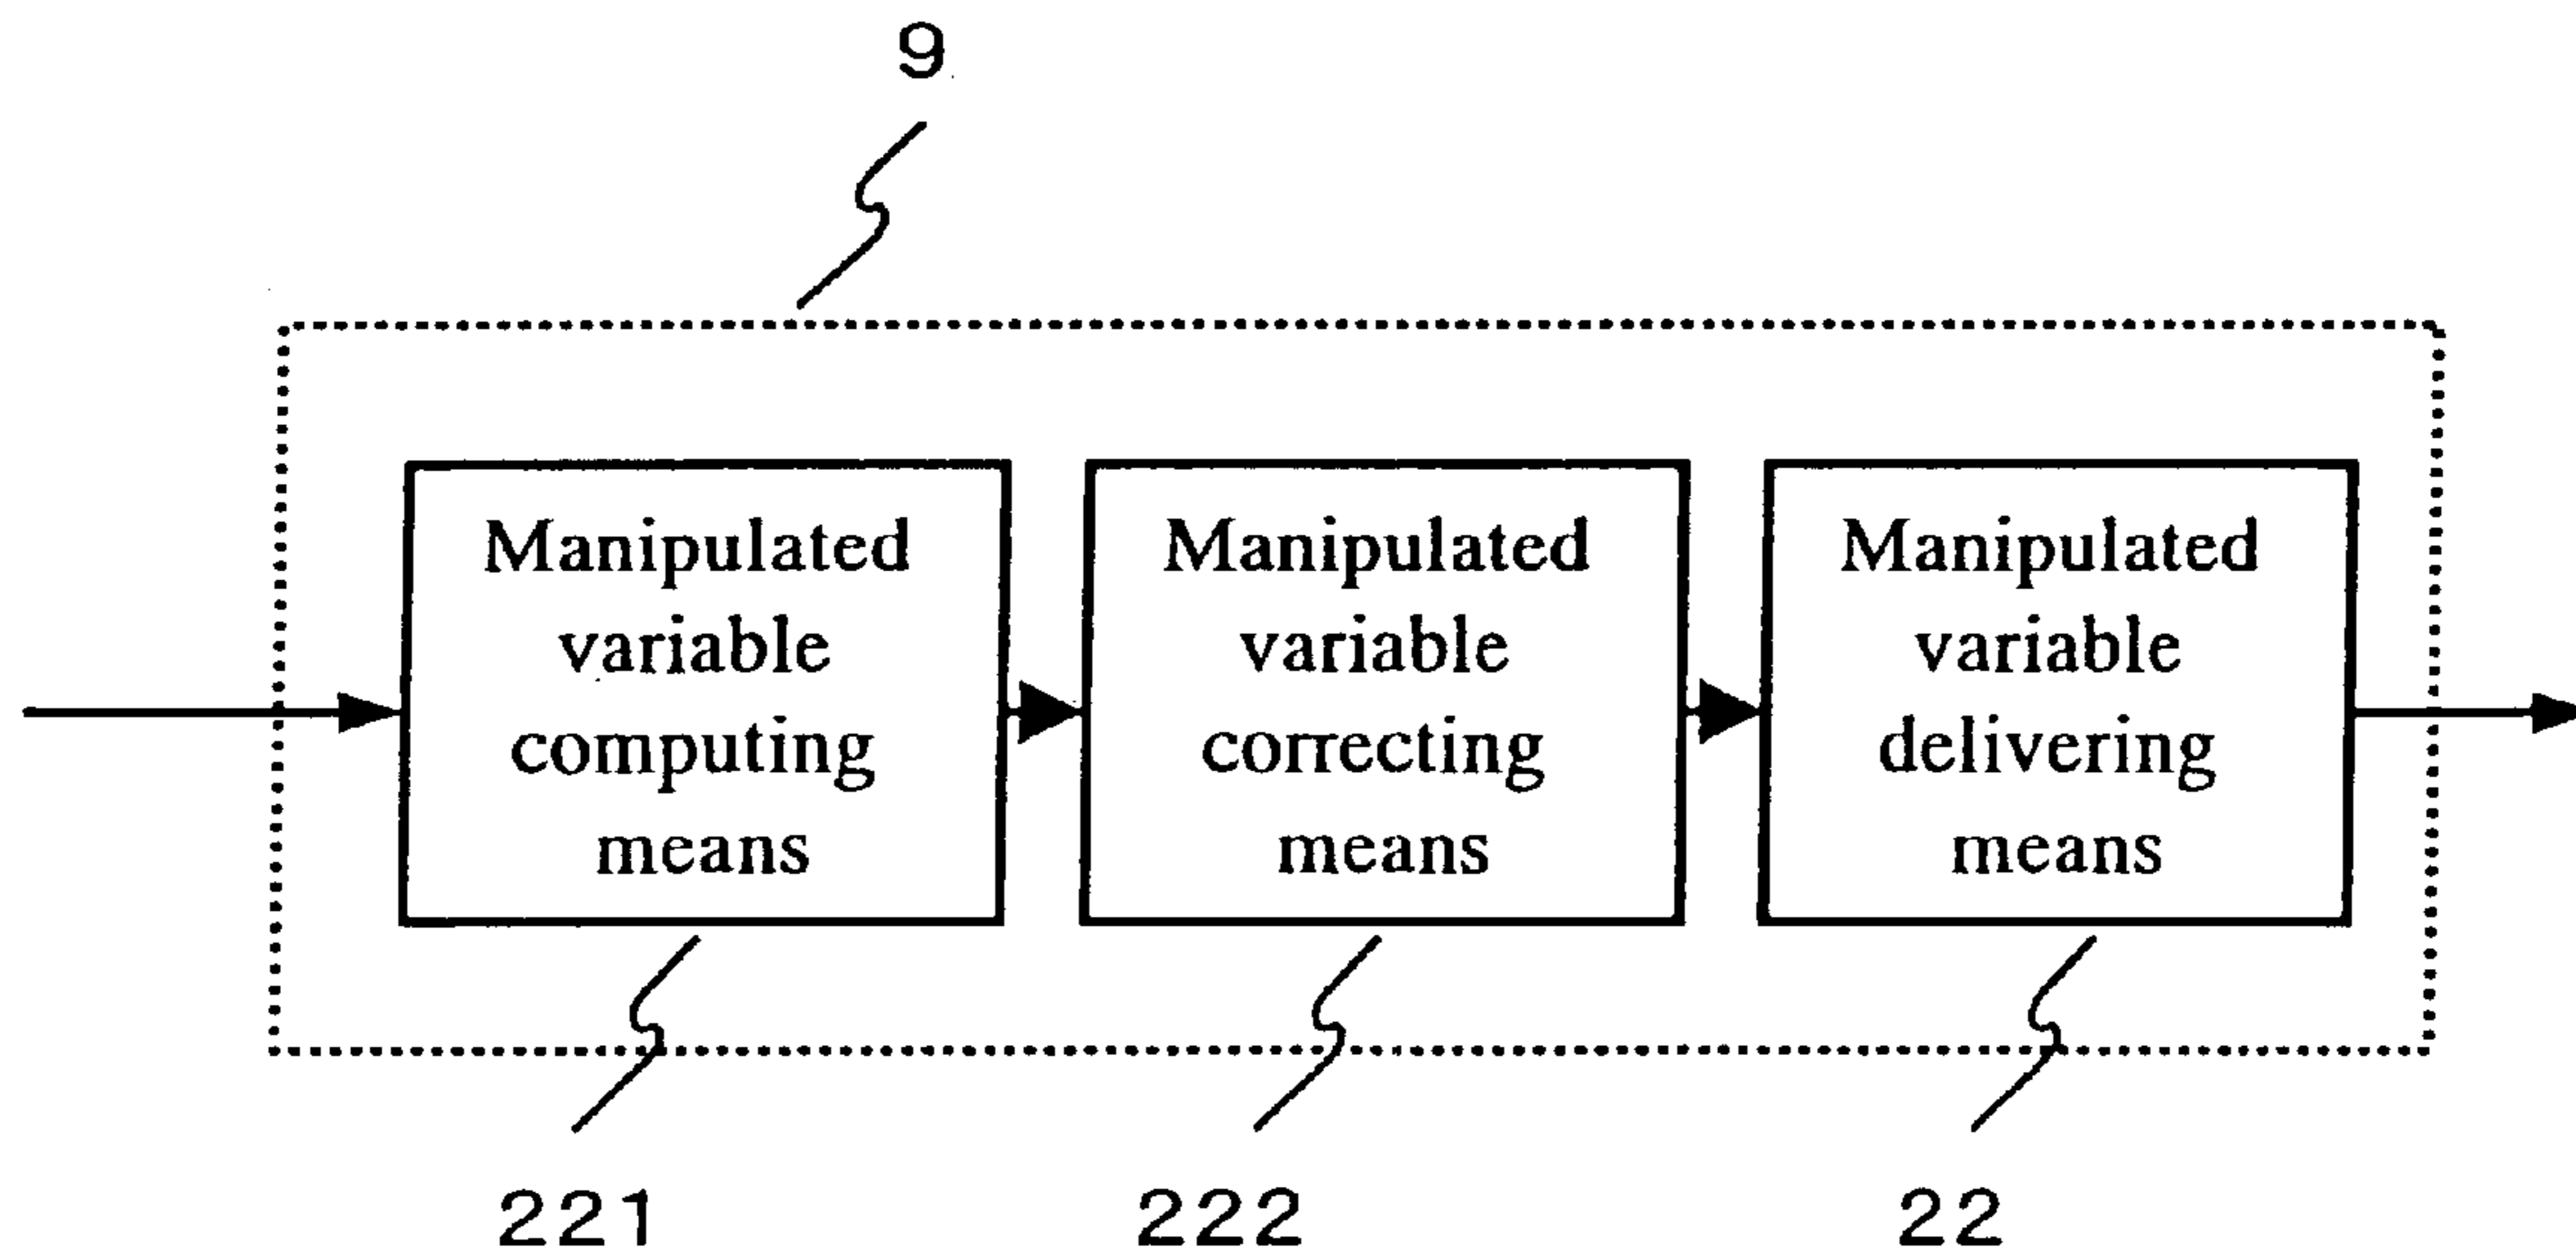 9
Manipulated
variable
computing
means
Manipulated
variable
correcting
means
Manipulated
variable
delivering
means
221
222
22